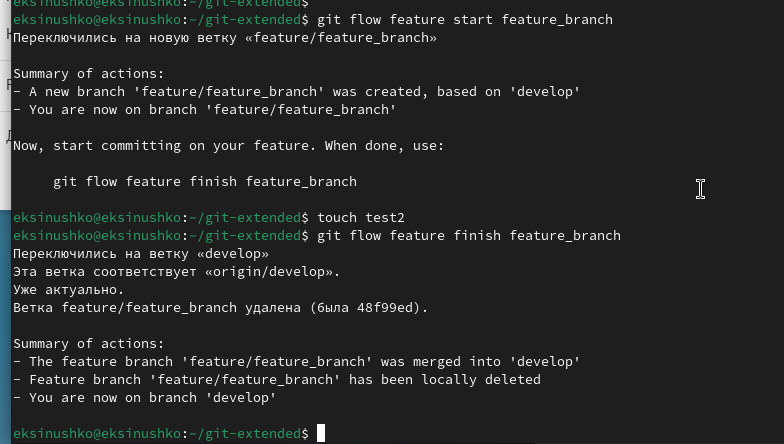 eksinushko@eksinushko:~/git-extended$
eksinushko@eksinushko:~/git-extended$ git flow feature start feature_branch
Переключились на новую ветку «feature/feature_branch»
Summary of actions:
- A new branch 'feature/feature_branch' was created, based on 'develop'
- You are now on branch 'feature/feature_branch'
Now, start committing on your feature. When done, use:
git flow feature finish feature_branch
eksinushko@eksinushko:~/git-extended$ touch test2
eksinushko@eksinushko:~/git-extended$ git flow feature finish feature_branch
Переключились на ветку «develop»
Эта ветка соответствует «origin/develop».
Уже актуально.
Ветка feature/feature_branch удалена (была 48f99ed).
Summary of actions:
- The feature branch 'feature/feature_branch' was merged into 'develop'
- Feature branch 'feature/feature_branch' has been locally deleted
- You are now on branch 'develop'
eksinushko@eksinushko:~/git-extended$